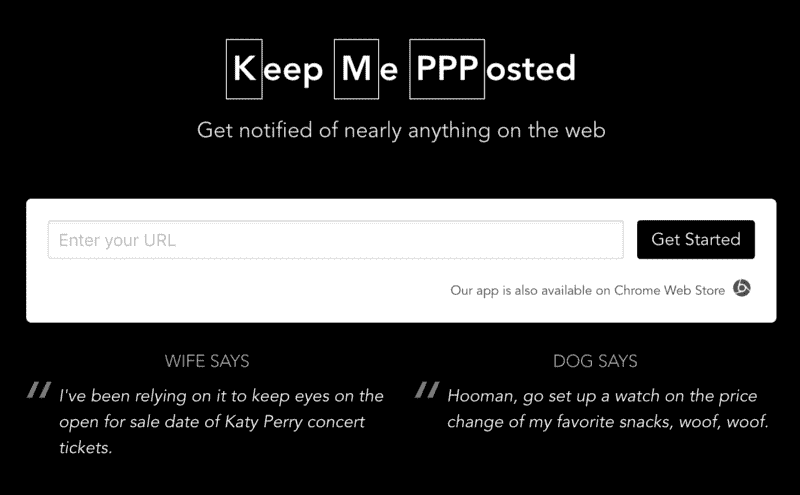 Keep Me PPPosted
Get notified of nearly anything on the web
Enter your URL
Get Started
Our app is also available on Chrome Web Store
WIFE SAYS
I've been relying on it to keep eyes on the
open for sale date of Katy Perry concert
tickets.
DOG SAYS
Hooman, go set up a watch on the price
change of my favorite snacks, woof, woof.